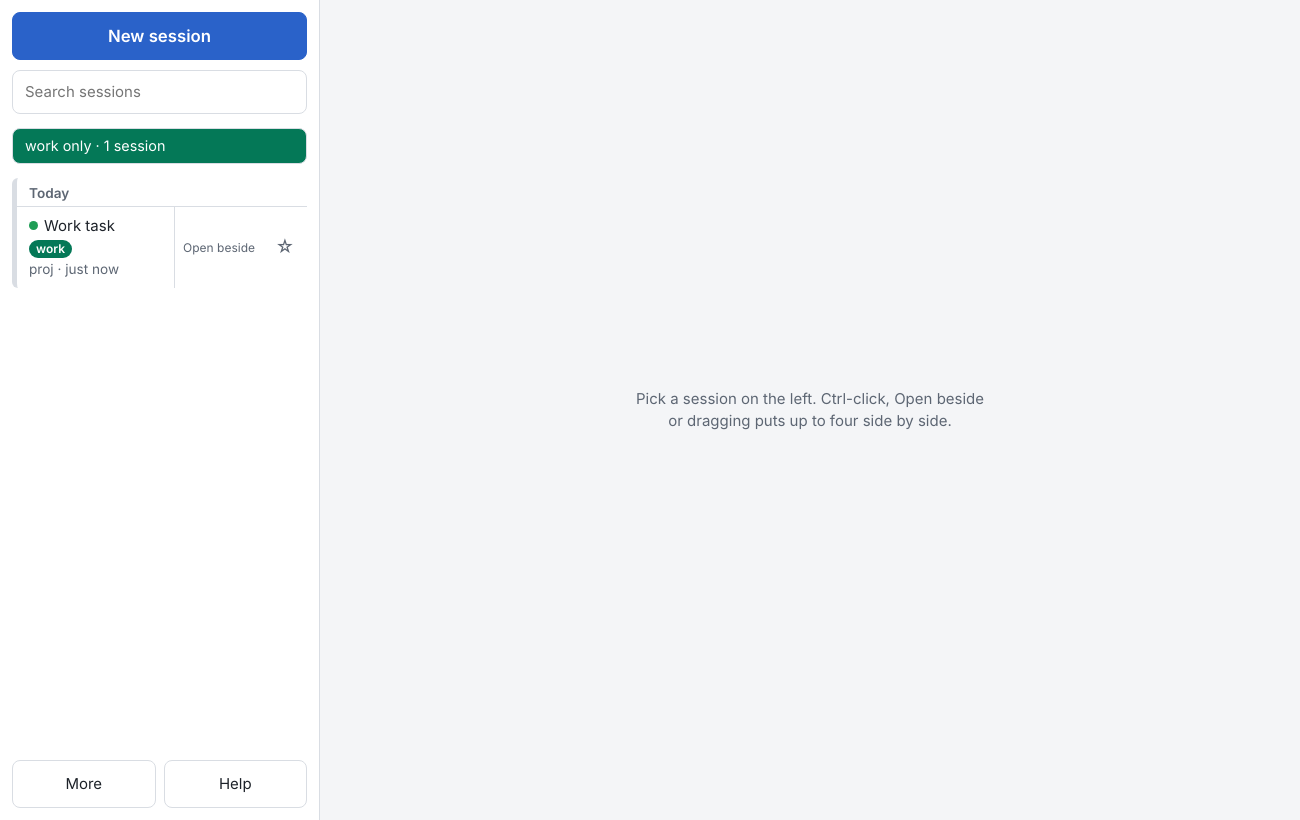 New session
Search sessions
work only · 1 session
Today
Work task
work
proj · just now
Open beside
Pick a session on the left. Ctrl-click, Open beside
or dragging puts up to four side by side.
More
Help